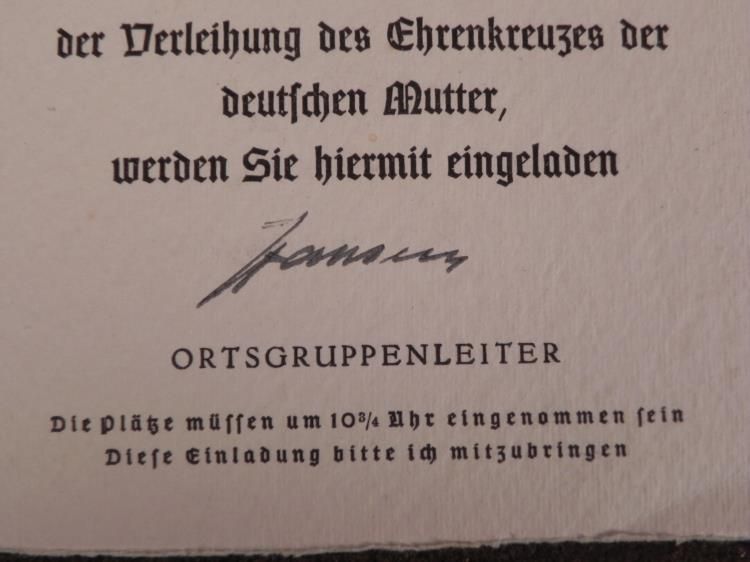 der Verleihung des Ehrenkreuzes der
deutſchen Mutter,
werden Sie hiermit eingeladen
Hansen
ORTSGRUPPENLEITER
Die Plätze müſſen um 10¾ Uhr eingenommen ſein
Dieſe Einladung bitte ich mitzubringen